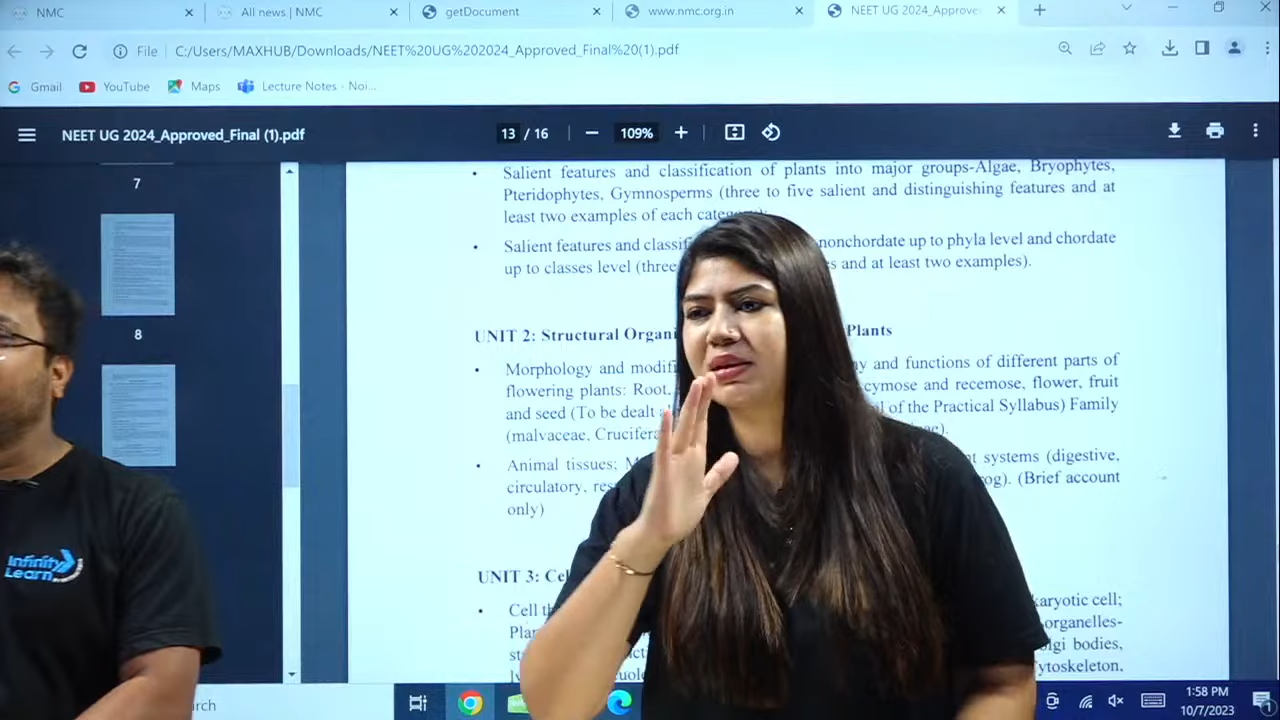 NMC
All news | NMC
getDocument
www.nmc.org.in
NEET UG 2024_Approve
File
C:/Users/MAXHUB/Downloads/NEET%20UG%202024_Approved_Final%20(1).pdf
Gmail
YouTube
Maps
Lecture Notes - Noi...
NEET UG 2024_Approved_Final (1).pdf
13 / 16
109%
7
8
• Salient features and classification of plants into major groups-Algae, Bryophytes,
Pteridophytes, Gymnosperms (three to five salient and distinguishing features and at
least two examples of each category)
• Salient features and classif nonchordate up to phyla level and chordate
up to classes level (three s and at least two examples).
UNIT 2: Structural Organi Plants
• Morphology and modifi y and functions of different parts of
flowering plants: Root, cymose and recemose, flower, fruit
and seed (To be dealt l of the Practical Syllabus) Family
(malvaceae, Crucifera
• Animal tissues; t systems (digestive,
circulatory, res og). (Brief account
only)
UNIT 3: Cel
• Cell th karyotic cell;
Plan organelles-
lgi bodies,
ytoskeleton,
Infinity
Learn
rch
1:58 PM
10/7/2023